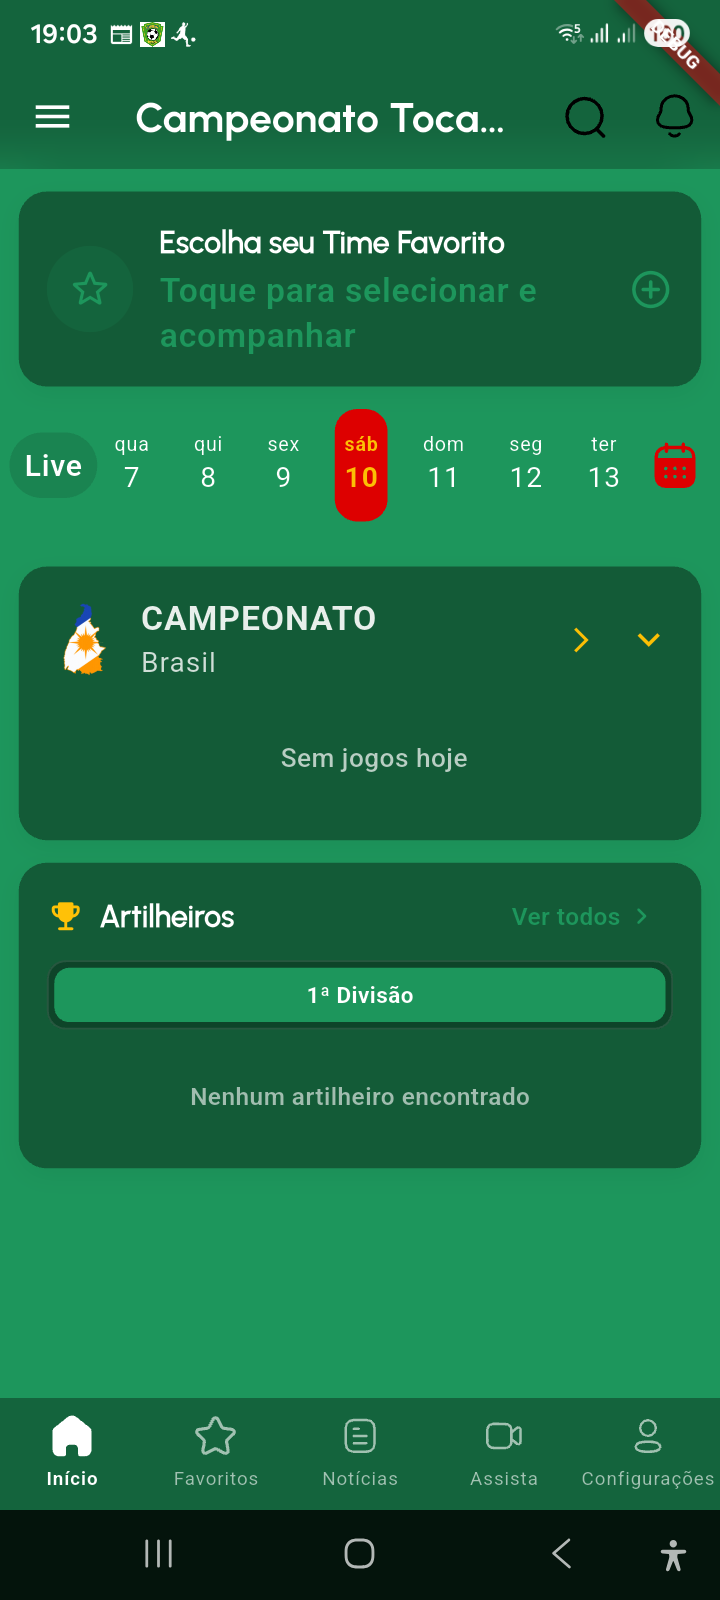 19:03
Campeonato Toca...
Escolha seu Time Favorito
Toque para selecionar e
acompanhar
Live
qua
7
qui
8
sex
9
sáb
10
dom
11
seg
12
ter
13
CAMPEONATO
Brasil
Sem jogos hoje
Artilheiros
Ver todos
1ª Divisão
Nenhum artilheiro encontrado
Início
Favoritos
Notícias
Assista
Configurações